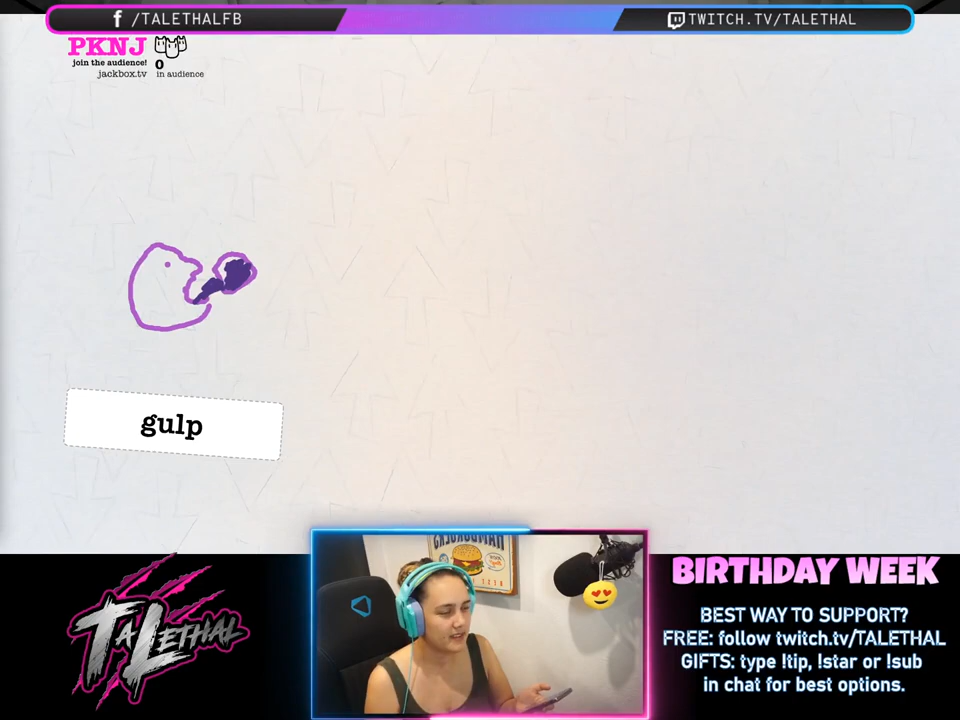 /TALETHALFB
TWITCH.TV/TALETHAL
PKNJ
join the audience!
jackbox.tv
0
in audience
gulp
TALETHAL
HAMBURGERS
BIRTHDAY WEEK
BEST WAY TO SUPPORT?
FREE: follow twitch.tv/TALETHAL
GIFTS: type !tip, !star or !sub
in chat for best options.